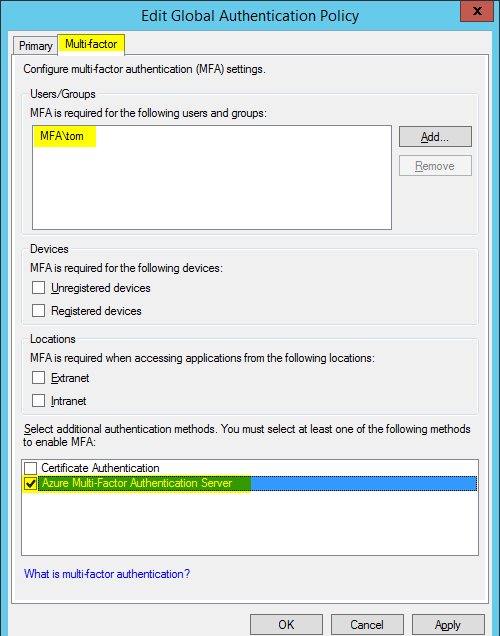 Edit Global Authentication Policy
x
Primary
Multi-factor
Configure multi-factor authentication (MFA) settings.
Users/Groups
MFA is required for the following users and groups:
MFA\tom
Add...
Remove
Devices
MFA is required for the following devices:
Unregistered devices
Registered devices
Locations
MFA is required when accessing applications from the following locations:
Extranet
Intranet
Select additional authentication methods. You must select at least one of the following methods
to enable MFA:
Certificate Authentication
Azure Multi-Factor Authentication Server
What is multi-factor authentication?
OK
Cancel
Apply